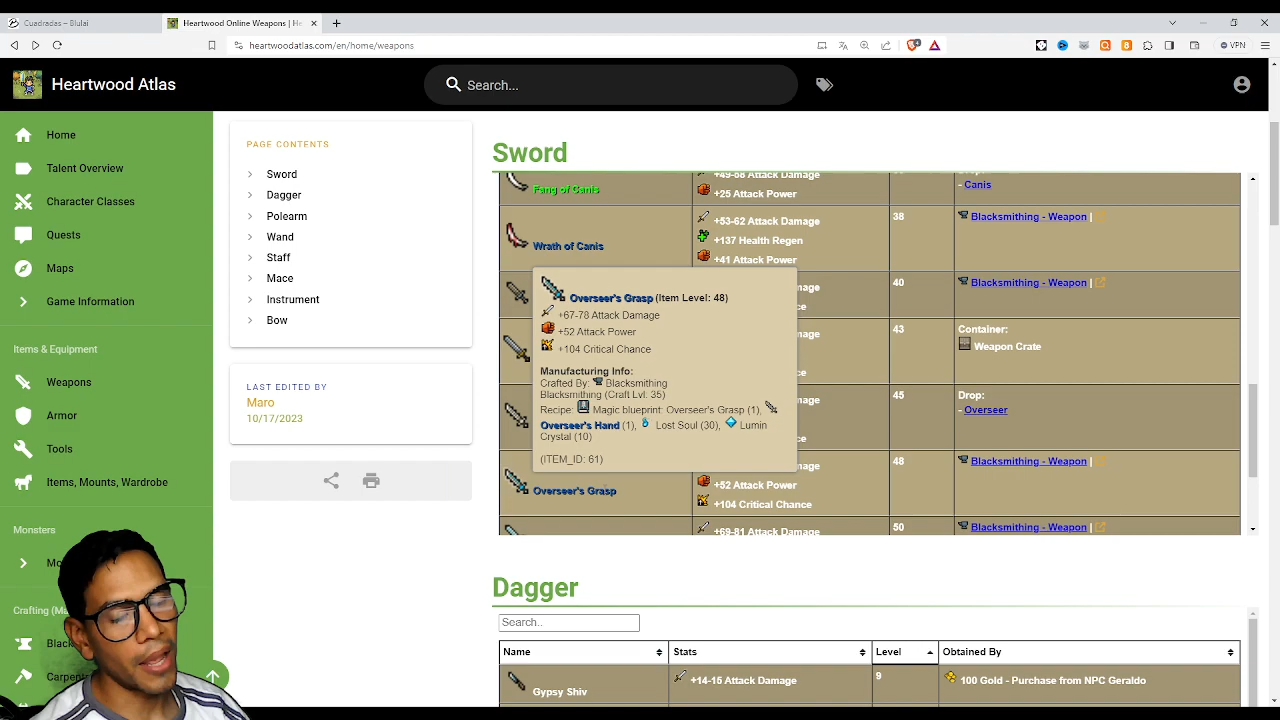 Cuadradas – Blulai
Heartwood Online Weapons | He
heartwoodatlas.com/en/home/weapons
VPN
Heartwood Atlas
Search...
Home
Talent Overview
Character Classes
Quests
Maps
Game Information
Items & Equipment
Weapons
Armor
Tools
Items, Mounts, Wardrobe
Monsters
Crafting (Ma
PAGE CONTENTS
Sword
Dagger
Polearm
Wand
Staff
Mace
Instrument
Bow
LAST EDITED BY
Maro
10/17/2023
Sword
Fang of Canis
+49-68 Attack Damage
+25 Attack Power
Drop:
- Canis
Wrath of Canis
+53-62 Attack Damage
+137 Health Regen
+41 Attack Power
38
Blacksmithing - Weapon |
40
Blacksmithing - Weapon |
43
Container:
Weapon Crate
45
Drop:
- Overseer
Overseer's Grasp (Item Level: 48)
+67-78 Attack Damage
+52 Attack Power
+104 Critical Chance
Manufacturing Info:
Crafted By: Blacksmithing
Blacksmithing (Craft Lvl. 35)
Recipe: Magic blueprint: Overseer's Grasp (1),
Overseer's Hand (1), Lost Soul (30), Lumin
Crystal (10)
(ITEM_ID: 61)
Overseer's Grasp
+52 Attack Power
+104 Critical Chance
48
Blacksmithing - Weapon |
+69-81 Attack Damage
50
Blacksmithing - Weapon |
Dagger
Search..
Name
Stats
Level
Obtained By
Gypsy Shiv
+14-15 Attack Damage
9
100 Gold - Purchase from NPC Geraldo